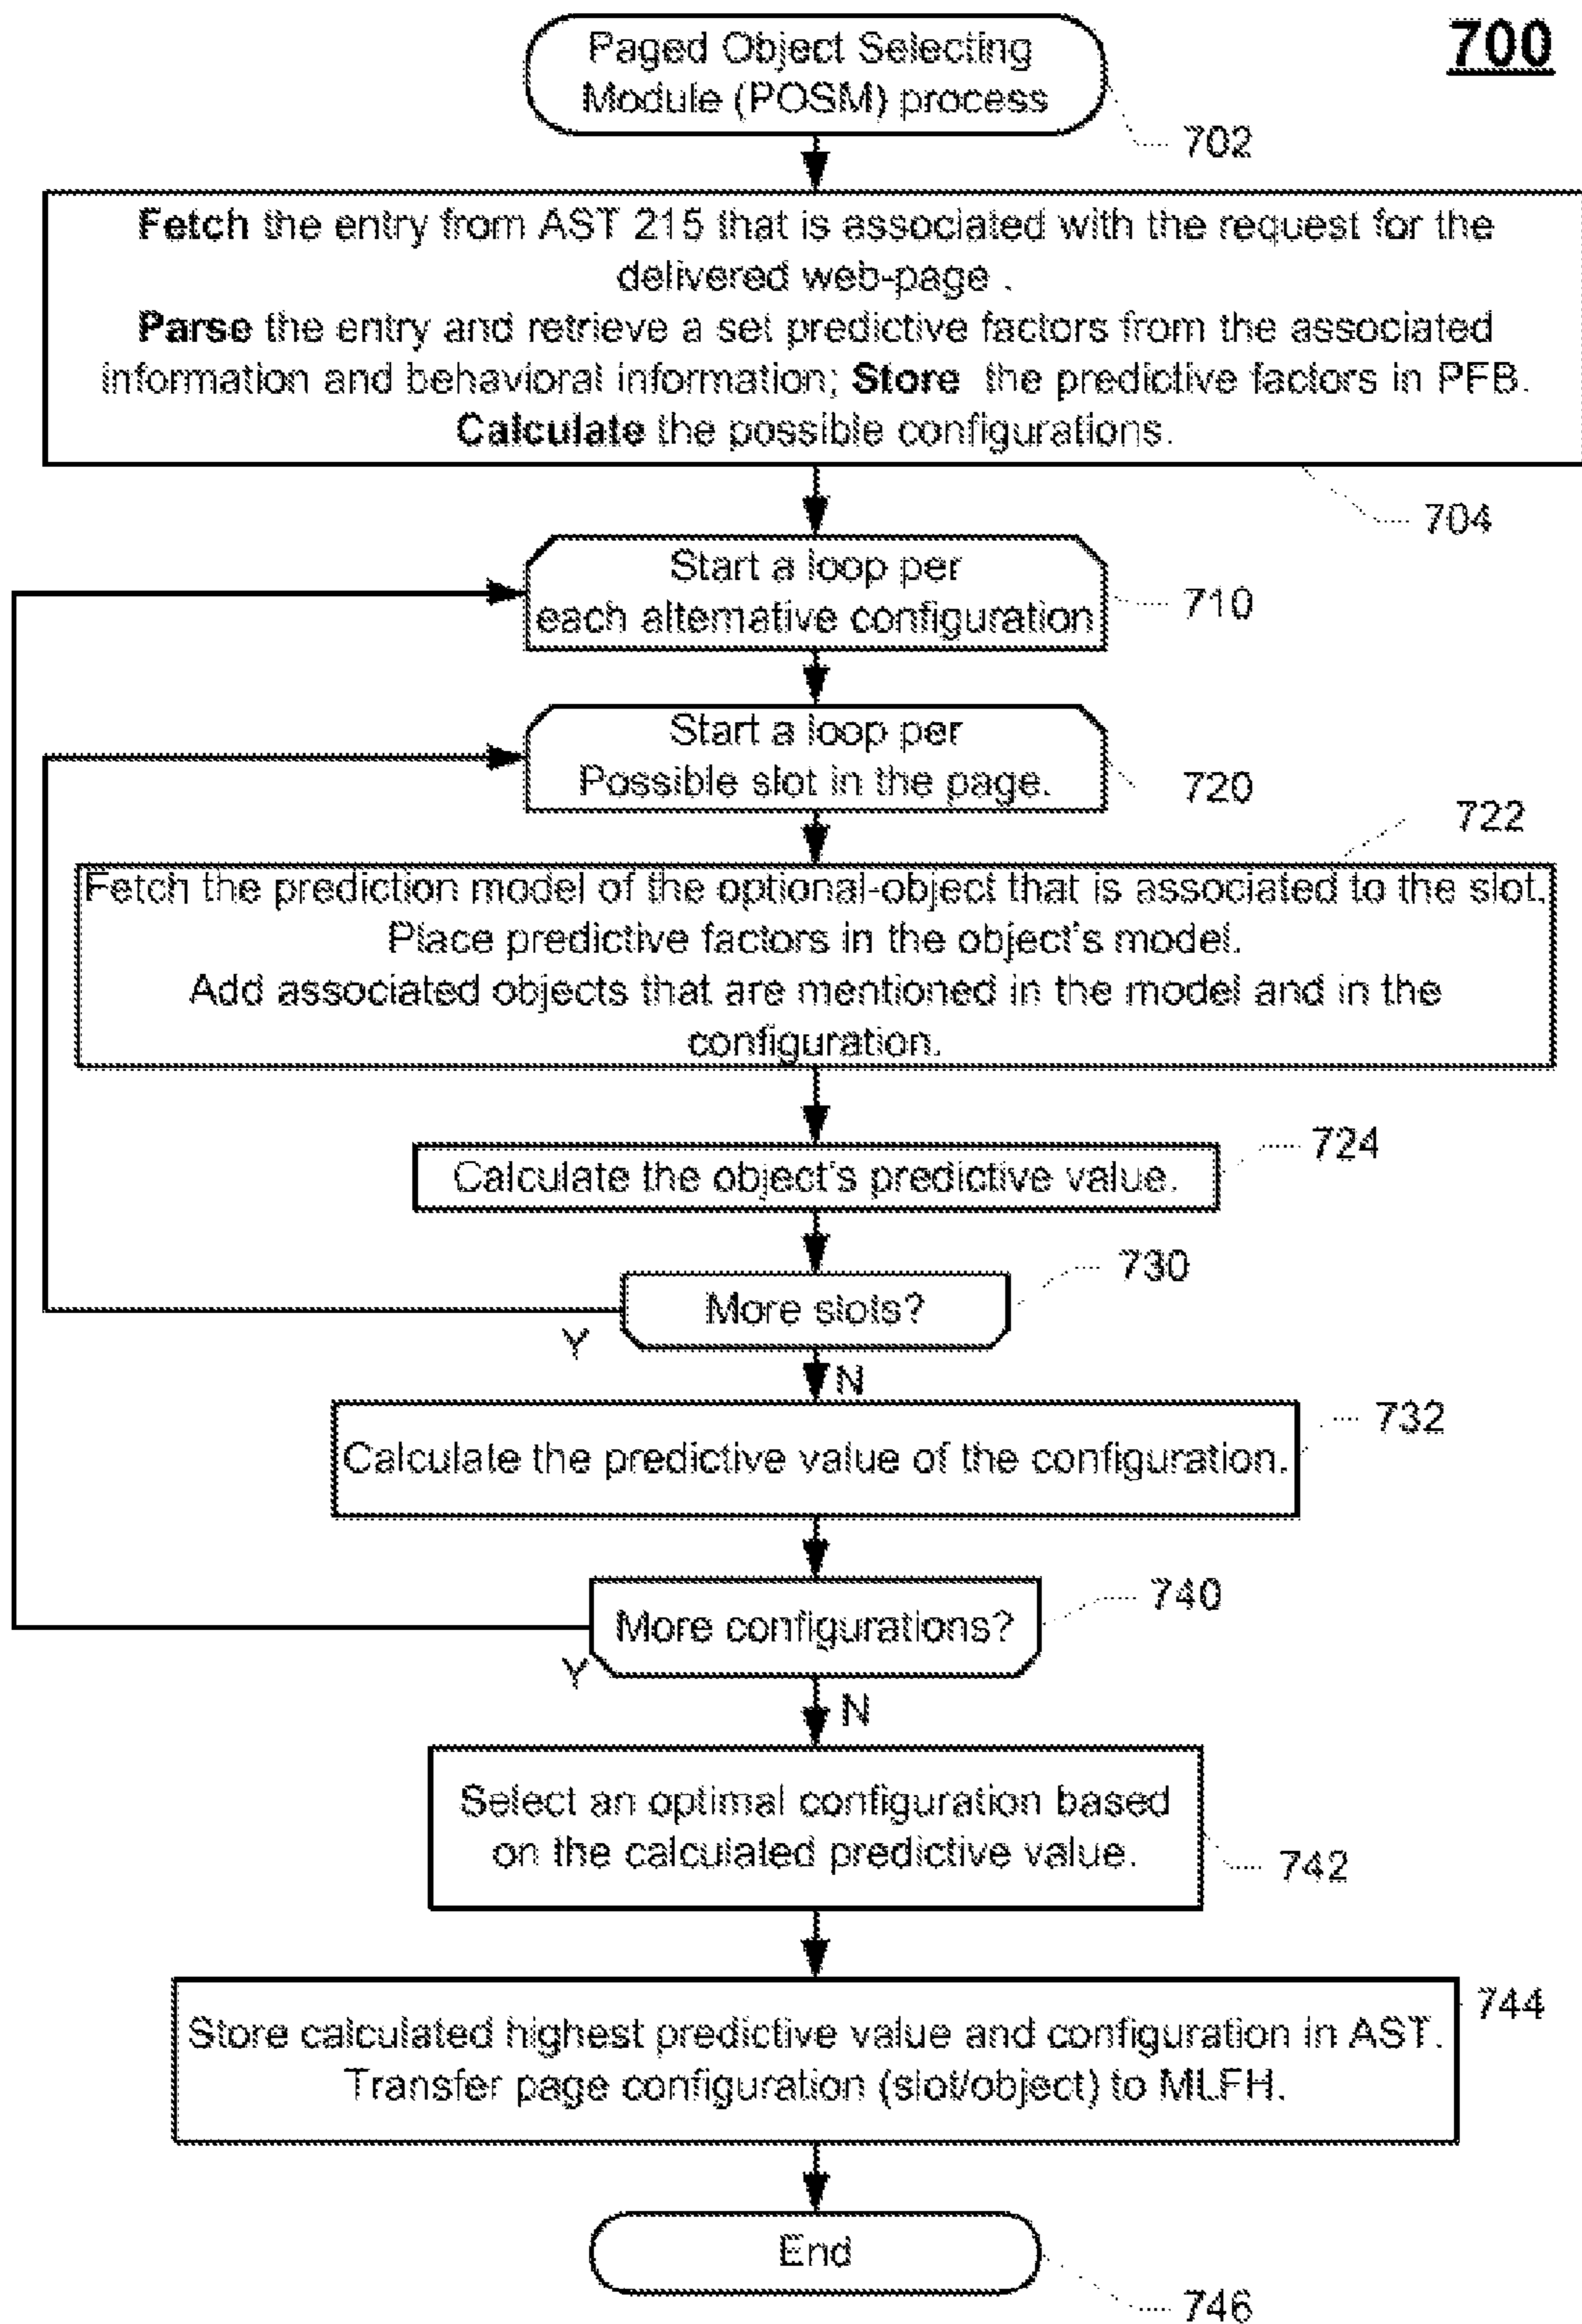 700
Paged Object Selecting
Module (POSM) process
702
Fetch the entry from AST 215 that is associated with the request for the
delivered web-page .
Parse the entry and retrieve a set predictive factors from the associated
information and behavioral information; Store the predictive factors in PFB.
Calculate the possible configurations.
704
Start a loop per
each alternative configuration
710
Start a loop per
Possible slot in the page.
720
722
Fetch the prediction model of the optional-object that is associated to the slot.
Place predictive factors in the object's model.
Add associated objects that are mentioned in the model and in the
configuration.
724
Calculate the object's predictive value.
730
More slots?
Y
N
732
Calculate the predictive value of the configuration.
740
More configurations?
Y
N
Select an optimal configuration based
on the calculated predictive value.
742
744
Store calculated highest predictive value and configuration in AST.
Transfer page configuration (slot/object) to MLFH.
End
746